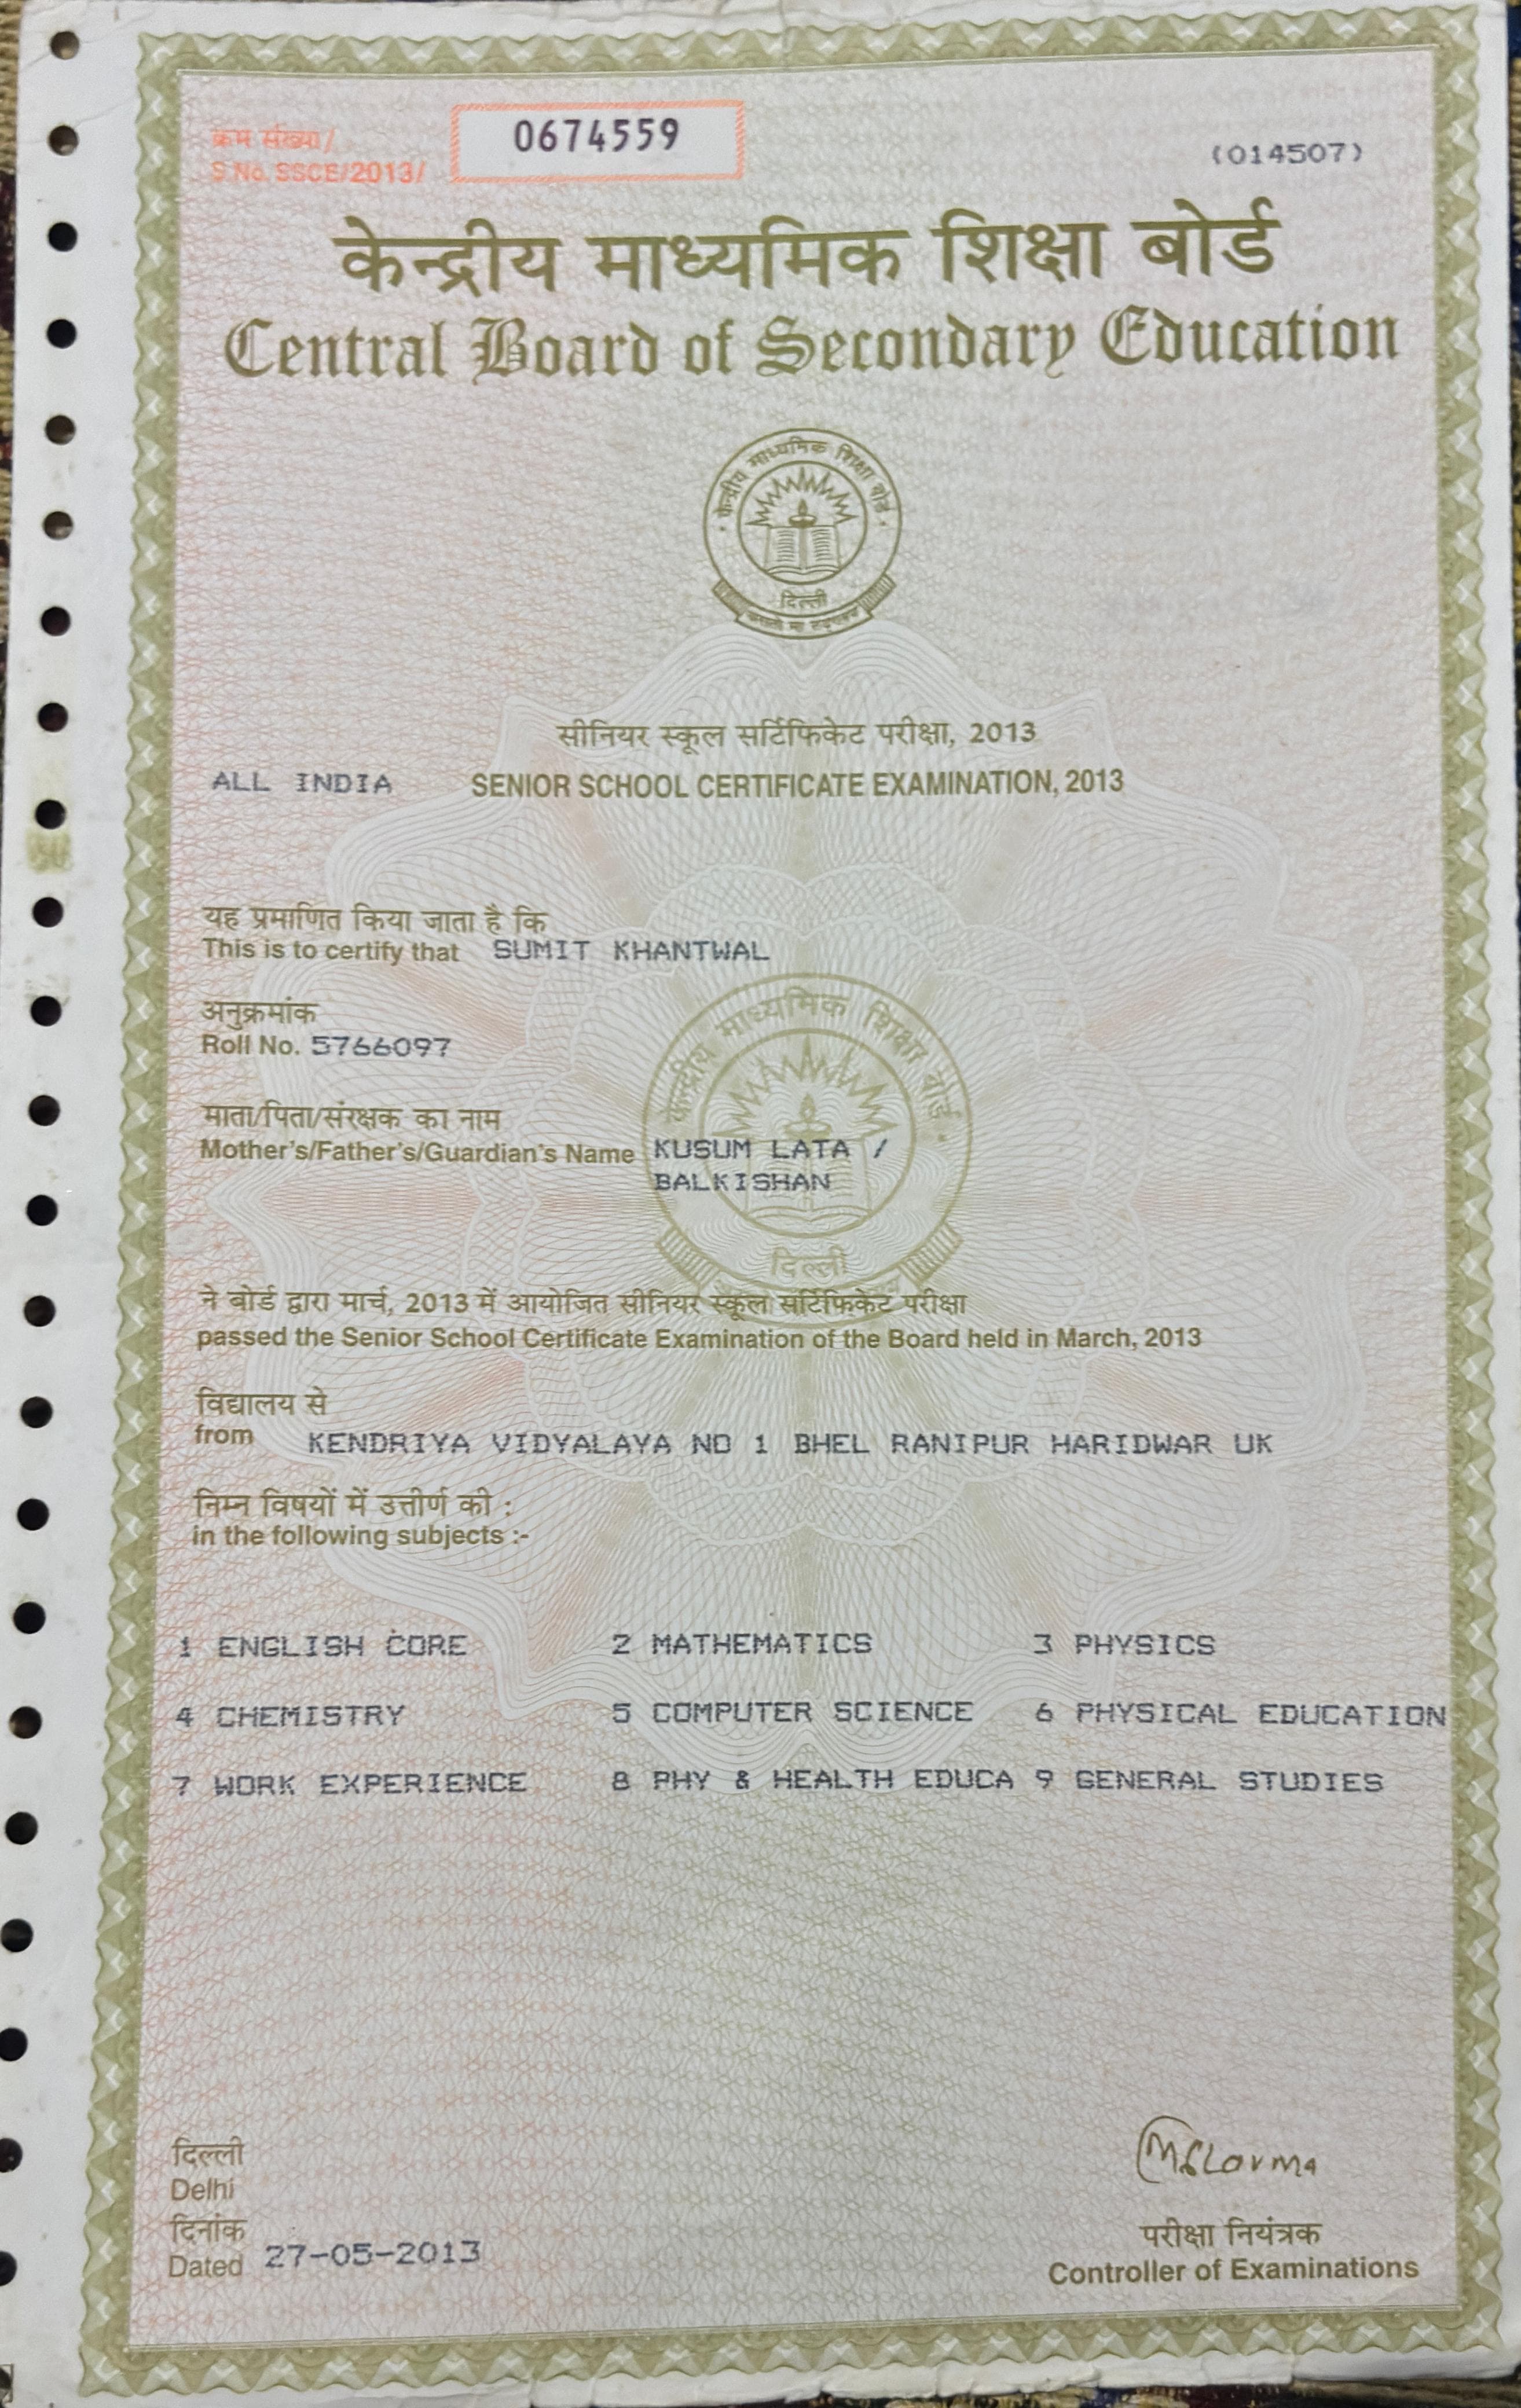 क्रम संख्या/
S.No. SSCE/2013/ 0674559
(014507)
केन्द्रीय माध्यमिक शिक्षा बोर्ड
Central Board of Secondary Education
केन्द्रीय माध्यमिक शिक्षा बोर्ड
दिल्ली
सीनियर स्कूल सर्टिफिकेट परीक्षा, 2013
ALL INDIA SENIOR SCHOOL CERTIFICATE EXAMINATION, 2013
यह प्रमाणित किया जाता है कि
This is to certify that SUMIT KHANTWAL
अनुक्रमांक
Roll No. 5766097
केन्द्रीय माध्यमिक शिक्षा बोर्ड
माता/पिता/संरक्षक का नाम
Mother's/Father's/Guardian's Name KUSUM LATA /
BALKISHAN
दिल्ली
ने बोर्ड द्वारा मार्च, 2013 में आयोजित सीनियर स्कूल सर्टिफिकेट परीक्षा
passed the Senior School Certificate Examination of the Board held in March, 2013
विद्यालय से
from KENDRIYA VIDYALAYA NO 1 BHEL RANIPUR HARIDWAR UK
निम्न विषयों में उत्तीर्ण की :
in the following subjects :-
1 ENGLISH CORE 2 MATHEMATICS 3 PHYSICS
4 CHEMISTRY 5 COMPUTER SCIENCE 6 PHYSICAL EDUCATION
7 WORK EXPERIENCE 8 PHY & HEALTH EDUCA 9 GENERAL STUDIES
दिल्ली
Delhi
दिनांक
Dated 27-05-2013
परीक्षा नियंत्रक
Controller of Examinations